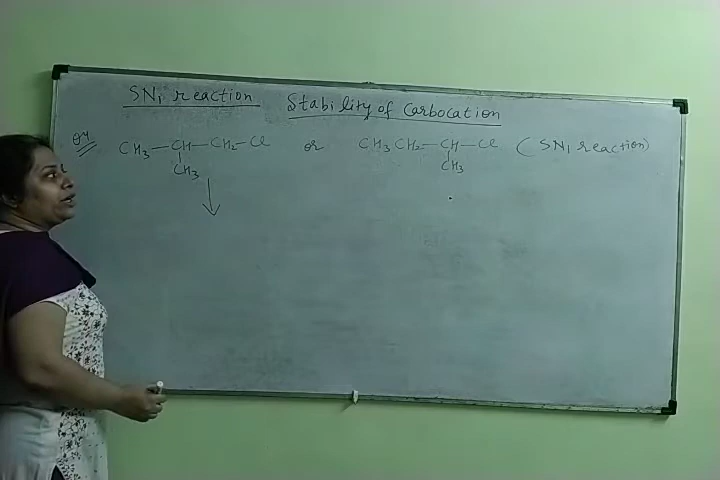 SN1 reaction Stability of Carbocation
Q4 CH3—CH—CH2—Cl or CH3CH2—CH—Cl (SN1 reaction)
CH3 CH3